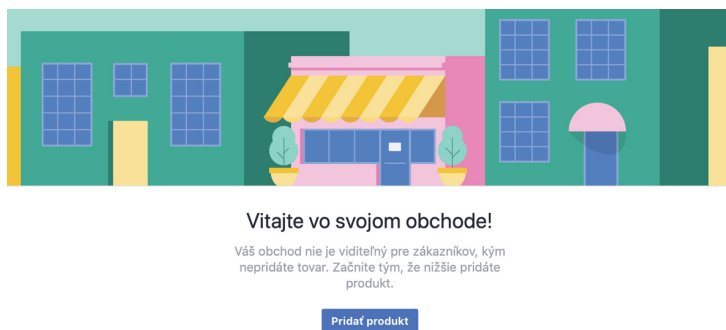 Vitajte vo svojom obchode!
Váš obchod nie je viditeľný pre zákazníkov, kým
nepridáte tovar. Začnite tým, že nižšie pridáte
produkt.
Pridať produkt